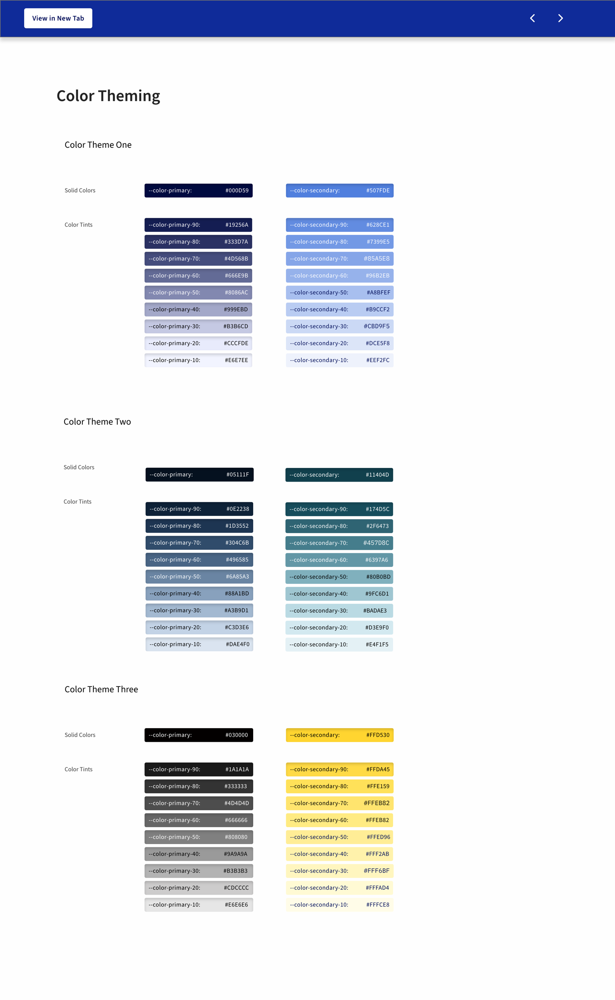 View in New Tab
Color Theming
Color Theme One
Solid Colors --color-primary: #000D59 --color-secondary: #507FDE
Color Tints --color-primary-90: #19256A --color-secondary-90: #628CE1
--color-primary-80: #333D7A --color-secondary-80: #7399E5
--color-primary-70: #4D568B --color-secondary-70: #85A5E8
--color-primary-60: #666E9B --color-secondary-60: #96B2EB
--color-primary-50: #8086AC --color-secondary-50: #A8BFEF
--color-primary-40: #999EBD --color-secondary-40: #B9CCF2
--color-primary-30: #B3B6CD --color-secondary-30: #CBD9F5
--color-primary-20: #CCCFDE --color-secondary-20: #DCE5F8
--color-primary-10: #E6E7EE --color-secondary-10: #EEF2FC
Color Theme Two
Solid Colors --color-primary: #05111F --color-secondary: #11404D
Color Tints --color-primary-90: #0E2238 --color-secondary-90: #174D5C
--color-primary-80: #1D3552 --color-secondary-80: #2F6473
--color-primary-70: #304C6B --color-secondary-70: #457D8C
--color-primary-60: #496585 --color-secondary-60: #6397A6
--color-primary-50: #6A85A3 --color-secondary-50: #80B0BD
--color-primary-40: #88A1BD --color-secondary-40: #9FC6D1
--color-primary-30: #A3B9D1 --color-secondary-30: #BADAE3
--color-primary-20: #C3D3E6 --color-secondary-20: #D3E9F0
--color-primary-10: #DAE4F0 --color-secondary-10: #E4F1F5
Color Theme Three
Solid Colors --color-primary: #030000 --color-secondary: #FFD530
Color Tints --color-primary-90: #1A1A1A --color-secondary-90: #FFDA45
--color-primary-80: #333333 --color-secondary-80: #FFE159
--color-primary-70: #4D4D4D --color-secondary-70: #FFEB82
--color-primary-60: #666666 --color-secondary-60: #FFEB82
--color-primary-50: #808080 --color-secondary-50: #FFED96
--color-primary-40: #9A9A9A --color-secondary-40: #FFF2AB
--color-primary-30: #B3B3B3 --color-secondary-30: #FFF6BF
--color-primary-20: #CDCCCC --color-secondary-20: #FFFAD4
--color-primary-10: #E6E6E6 --color-secondary-10: #FFFCE8